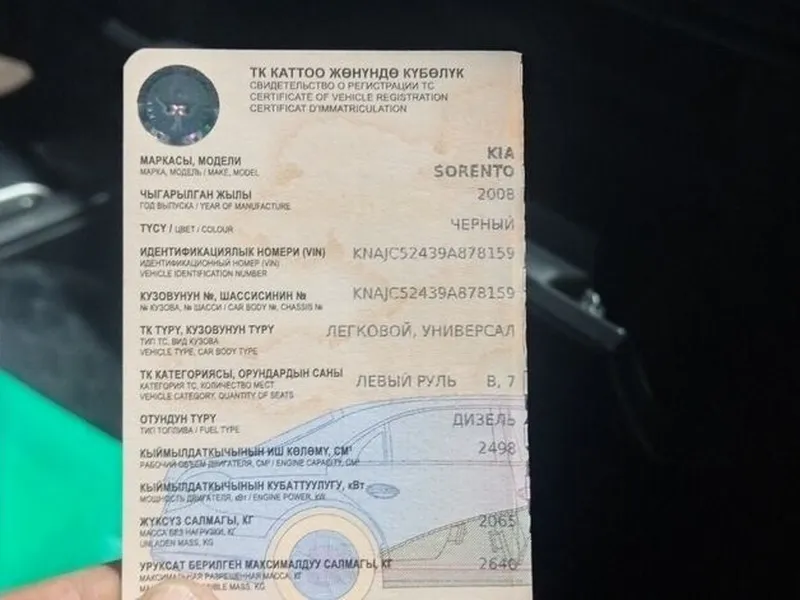 ТК КАТТОО ЖӨНҮНДӨ КҮБӨЛҮК
СВИДЕТЕЛЬСТВО О РЕГИСТРАЦИИ ТС
CERTIFICATE OF VEHICLE REGISTRATION
CERTIFICAT D'IMMATRICULATION
МАРКАСЫ, МОДЕЛИ KIA
МАРКА, МОДЕЛЬ / MAKE, MODEL SORENTO
ЧЫГАРЫЛГАН ЖЫЛЫ 2008
ГОД ВЫПУСКА / YEAR OF MANUFACTURE
ТҮСҮ / ЦВЕТ / COLOUR ЧЕРНЫЙ
ИДЕНТИФИКАЦИЯЛЫК НОМЕРИ (VIN) KNAJC52439A878159
ИДЕНТИФИКАЦИОННЫЙ НОМЕР (VIN)
VEHICLE IDENTIFICATION NUMBER
КУЗОВУНУН №, ШАССИСИНИН № KNAJC52439A878159
№ КУЗОВА, № ШАССИ / CAR BODY №, CHASSIS №
ТК ТҮРҮ, КУЗОВУНУН ТҮРҮ ЛЕГКОВОЙ, УНИВЕРСАЛ
ТИП ТС, ВИД КУЗОВА
VEHICLE TYPE, CAR BODY TYPE
ТК КАТЕГОРИЯСЫ, ОРУНДАРДЫН САНЫ ЛЕВЫЙ РУЛЬ B, 7
КАТЕГОРИЯ ТС, КОЛИЧЕСТВО МЕСТ
VEHICLE CATEGORY, QUANTITY OF SEATS
ОТУНДУН ТҮРҮ ДИЗЕЛЬ
ТИП ТОПЛИВА / FUEL TYPE
КЫЙМЫЛДАТКЫЧЫНЫН ИШ КӨЛӨМҮ, СМ³ 2498
РАБОЧИЙ ОБЪЕМ ДВИГАТЕЛЯ, СМ³ / ENGINE CAPACITY, СМ³
КЫЙМЫЛДАТКЫЧЫНЫН КУБАТТУУЛУГУ, кВт
МОЩНОСТЬ ДВИГАТЕЛЯ, кВт / ENGINE POWER, kW
ЖҮКСҮЗ САЛМАГЫ, КГ 2065
МАССА БЕЗ НАГРУЗКИ, КГ
UNLADEN MASS, KG
УРУКСАТ БЕРИЛГЕН МАКСИМАЛДУУ САЛМАГЫ, КГ 2640
МАКСИМАЛЬНАЯ РАЗРЕШЕННАЯ МАССА, КГ
MASS, KG